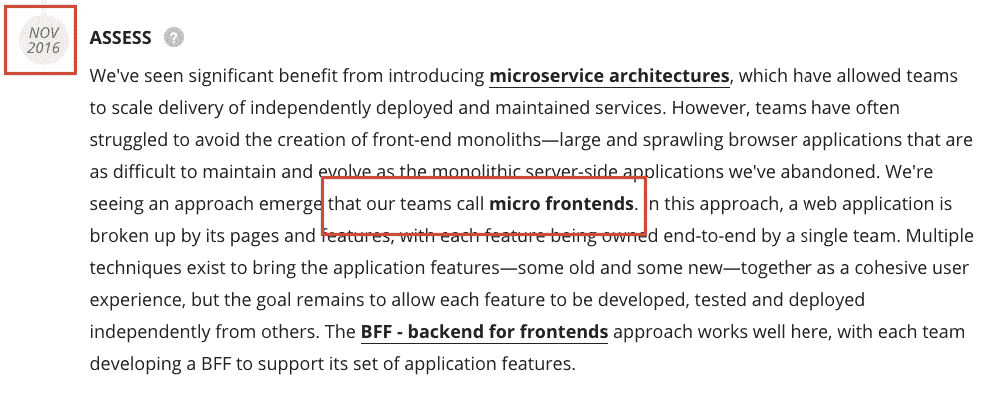 NOV
2016
ASSESS ?
We've seen significant benefit from introducing microservice architectures, which have allowed teams
to scale delivery of independently deployed and maintained services. However, teams have often
struggled to avoid the creation of front-end monoliths—large and sprawling browser applications that are
as difficult to maintain and evolve as the monolithic server-side applications we've abandoned. We're
seeing an approach emerge that our teams call micro frontends. In this approach, a web application is
broken up by its pages and features, with each feature being owned end-to-end by a single team. Multiple
techniques exist to bring the application features—some old and some new—together as a cohesive user
experience, but the goal remains to allow each feature to be developed, tested and deployed
independently from others. The BFF - backend for frontends approach works well here, with each team
developing a BFF to support its set of application features.